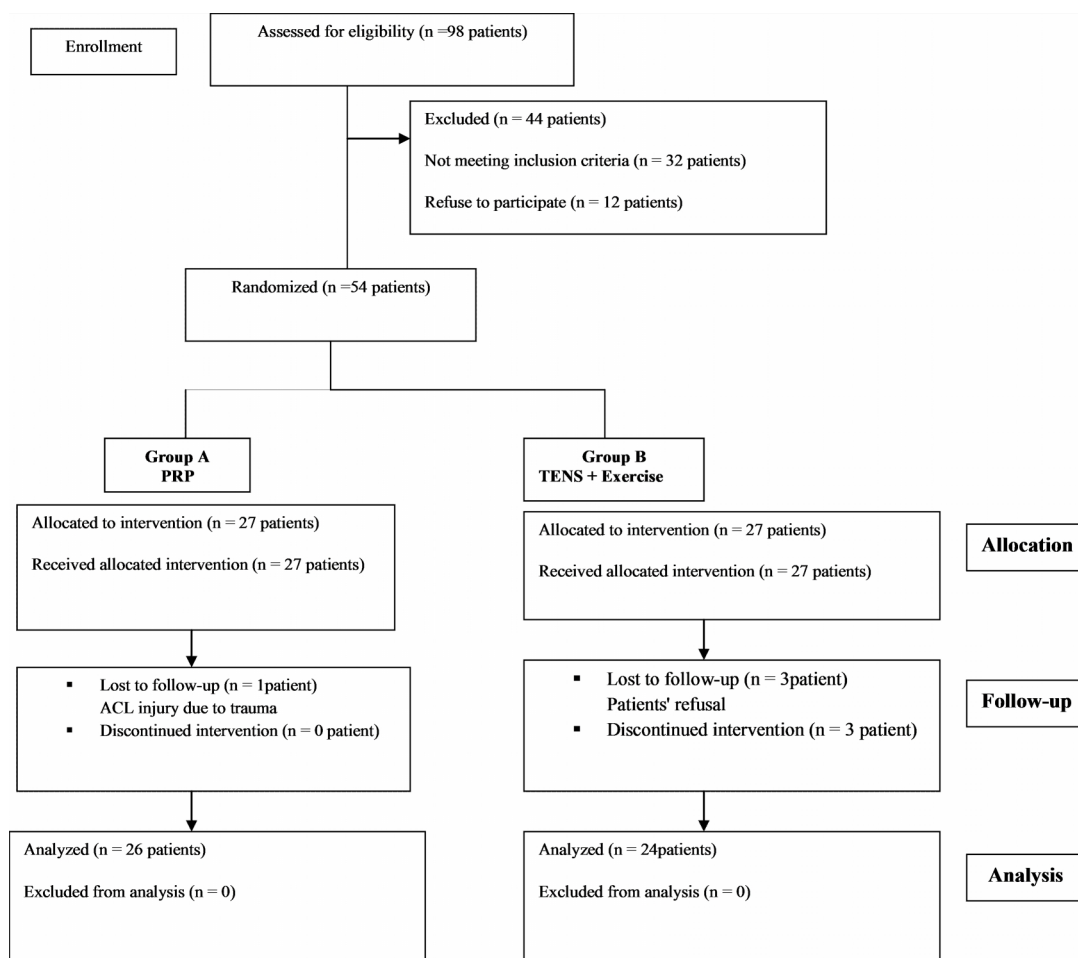 Enrollment
Assessed for eligibility (n =98 patients)
Excluded (n = 44 patients)
Not meeting inclusion criteria (n = 32 patients)
Refuse to participate (n = 12 patients)
Randomized (n =54 patients)
Group A
PRP
Group B
TENS + Exercise
Allocated to intervention (n = 27 patients)
Received allocated intervention (n = 27 patients)
Allocated to intervention (n = 27 patients)
Received allocated intervention (n = 27 patients)
Allocation
▪ Lost to follow-up (n = 1patient)
ACL injury due to trauma
▪ Discontinued intervention (n = 0 patient)
▪ Lost to follow-up (n = 3patient)
Patients' refusal
▪ Discontinued intervention (n = 3 patient)
Follow-up
Analyzed (n = 26 patients)
Excluded from analysis (n = 0)
Analyzed (n = 24patients)
Excluded from analysis (n = 0)
Analysis